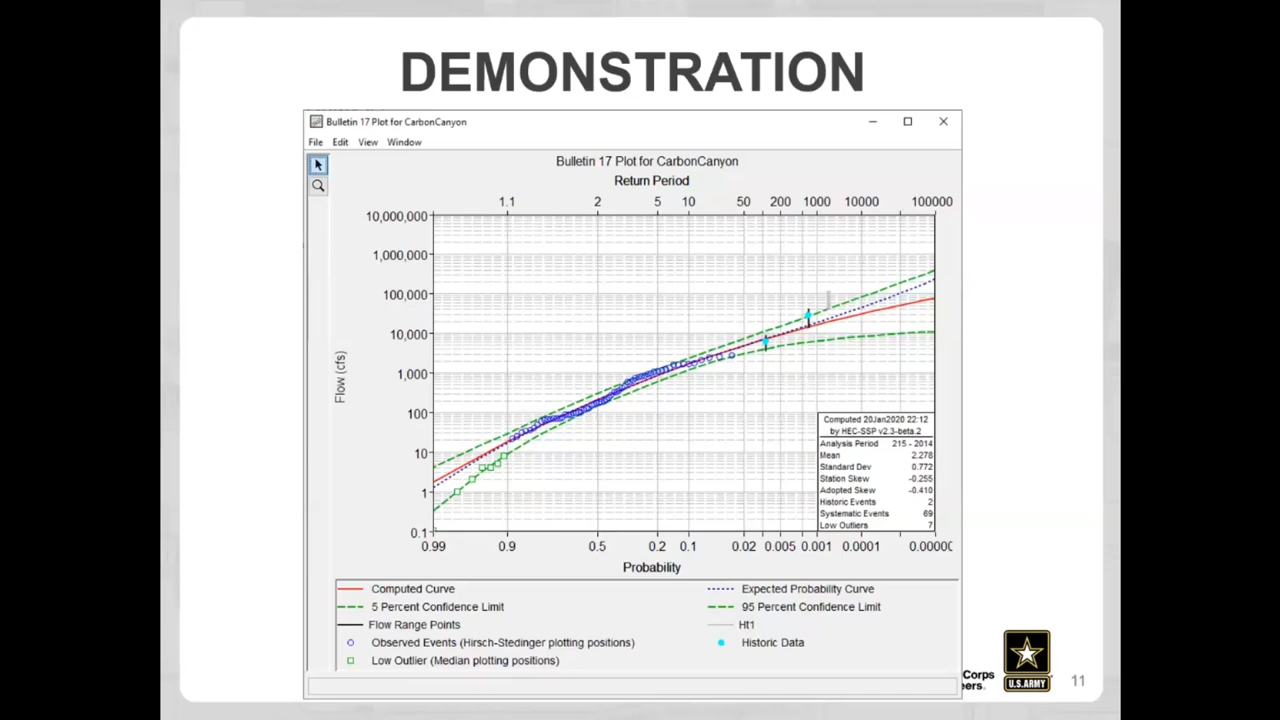 DEMONSTRATION
Bulletin 17 Plot for CarbonCanyon
File Edit View Window
Bulletin 17 Plot for CarbonCanyon
Return Period
1.1 2 5 10 50 200 1000 10000 100000
10,000,000
1,000,000
100,000
10,000
1,000
100
10
1
0.1
Flow (cfs)
0.99 0.9 0.5 0.2 0.1 0.02 0.005 0.001 0.0001 0.0000
Probability
Computed 20Jan2020 22:12
by HEC-SSP v2.3-beta.2
Analysis Period 215 - 2014
Mean 2.278
Standard Dev 0.772
Station Skew -0.255
Adopted Skew -0.410
Historic Events 2
Systematic Events 69
Low Outliers 7
Computed Curve Expected Probability Curve
5 Percent Confidence Limit 95 Percent Confidence Limit
Flow Range Points Ht1
Observed Events (Hirsch-Stedinger plotting positions) Historic Data
Low Outlier (Median plotting positions)
Corps
eers.
U.S.ARMY
11